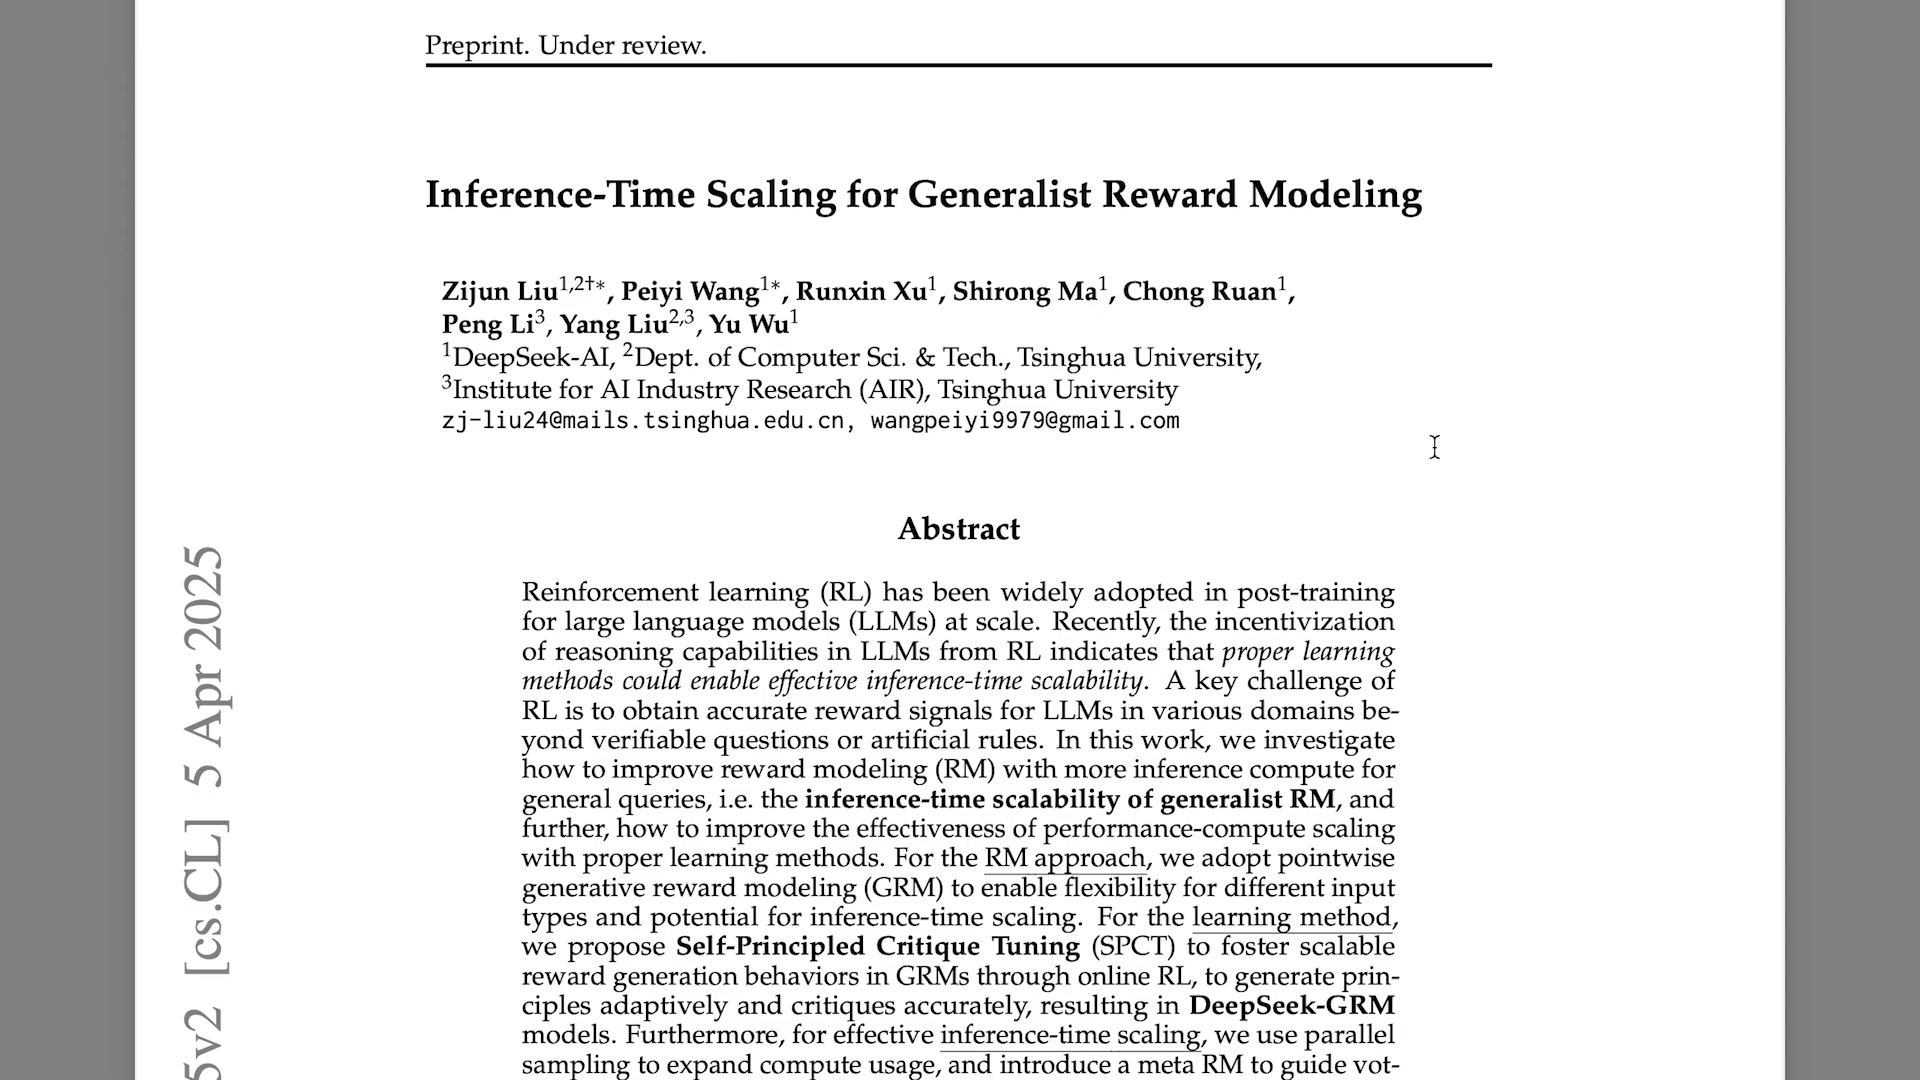 Preprint. Under review.
Inference-Time Scaling for Generalist Reward Modeling
Zijun Liu1,2†*, Peiyi Wang1*, Runxin Xu1, Shirong Ma1, Chong Ruan1,
Peng Li3, Yang Liu2,3, Yu Wu1
1DeepSeek-AI, 2Dept. of Computer Sci. & Tech., Tsinghua University,
3Institute for AI Industry Research (AIR), Tsinghua University
zj-liu24@mails.tsinghua.edu.cn, wangpeiyi9979@gmail.com
Abstract
Reinforcement learning (RL) has been widely adopted in post-training
for large language models (LLMs) at scale. Recently, the incentivization
of reasoning capabilities in LLMs from RL indicates that proper learning
methods could enable effective inference-time scalability. A key challenge of
RL is to obtain accurate reward signals for LLMs in various domains be-
yond verifiable questions or artificial rules. In this work, we investigate
how to improve reward modeling (RM) with more inference compute for
general queries, i.e. the inference-time scalability of generalist RM, and
further, how to improve the effectiveness of performance-compute scaling
with proper learning methods. For the RM approach, we adopt pointwise
generative reward modeling (GRM) to enable flexibility for different input
types and potential for inference-time scaling. For the learning method,
we propose Self-Principled Critique Tuning (SPCT) to foster scalable
reward generation behaviors in GRMs through online RL, to generate prin-
ciples adaptively and critiques accurately, resulting in DeepSeek-GRM
models. Furthermore, for effective inference-time scaling, we use parallel
sampling to expand compute usage, and introduce a meta RM to guide vot-
5v2 [cs.CL] 5 Apr 2025